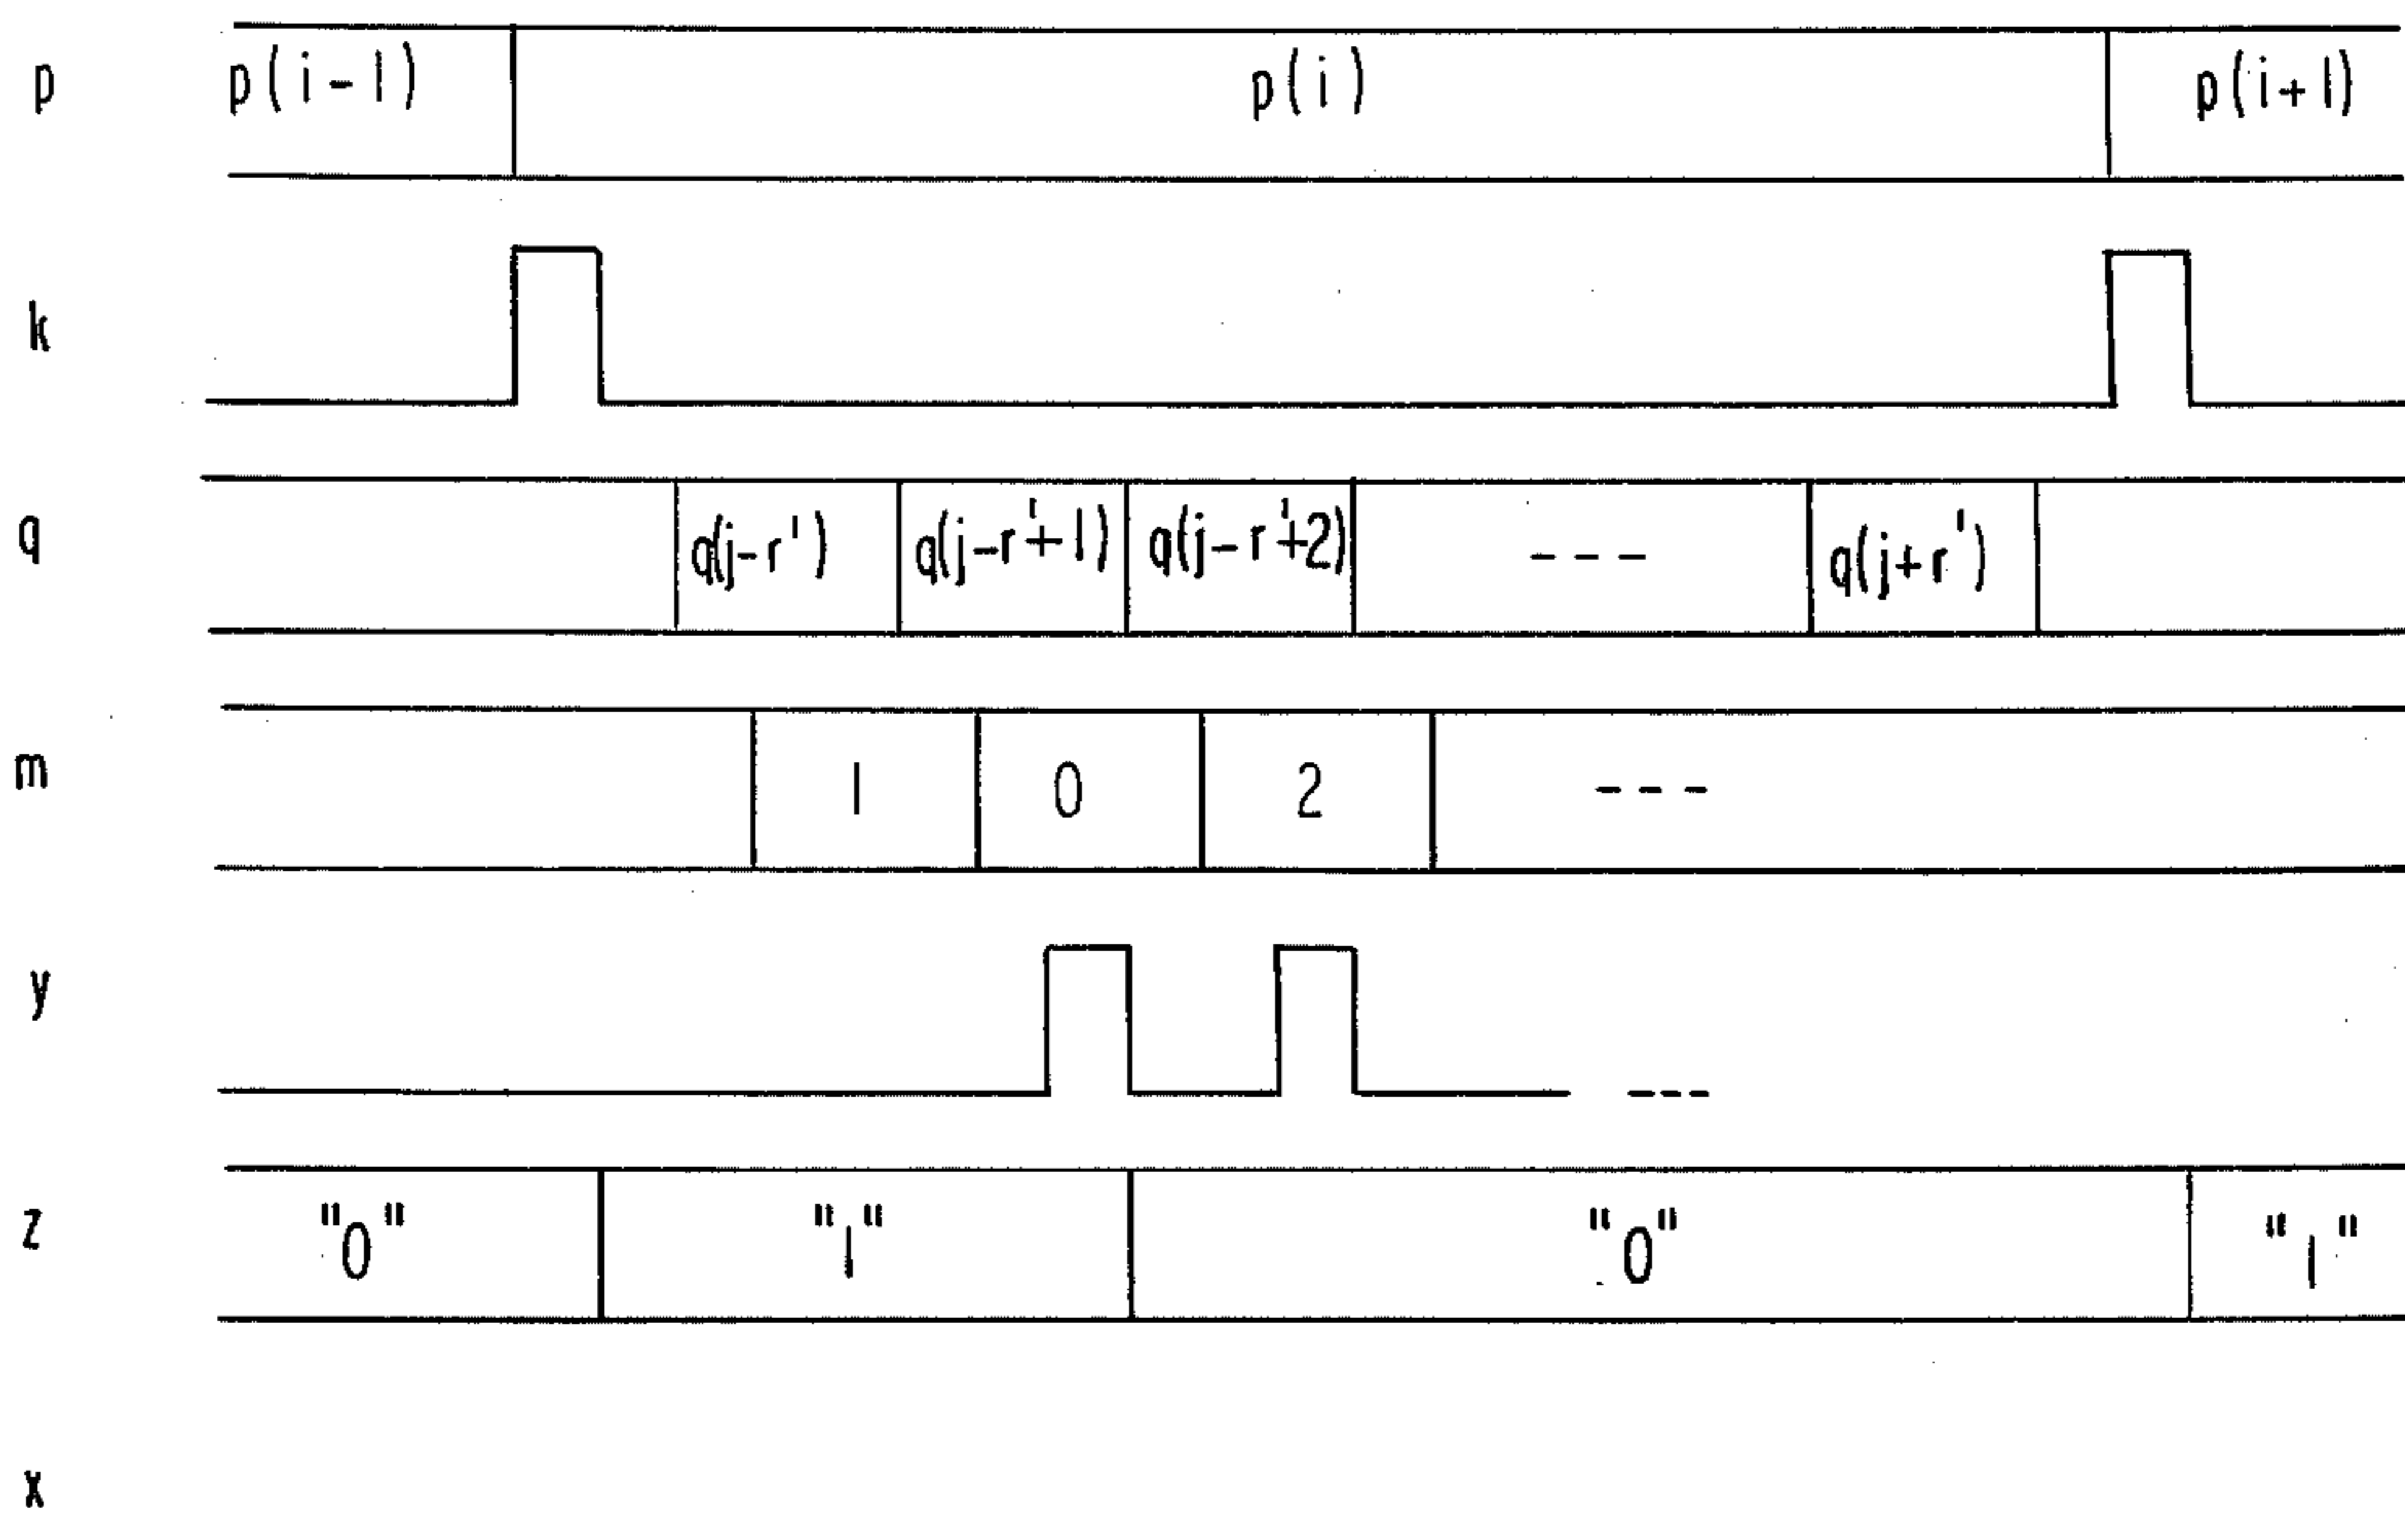 p p(i-1) p(i) p(i+1)
k
q q(j-r') q(j-r'+1) q(j-r'+2) --- q(j+r')
m 1 0 2 ---
y ---
z "0" "1" "0" "1"
x